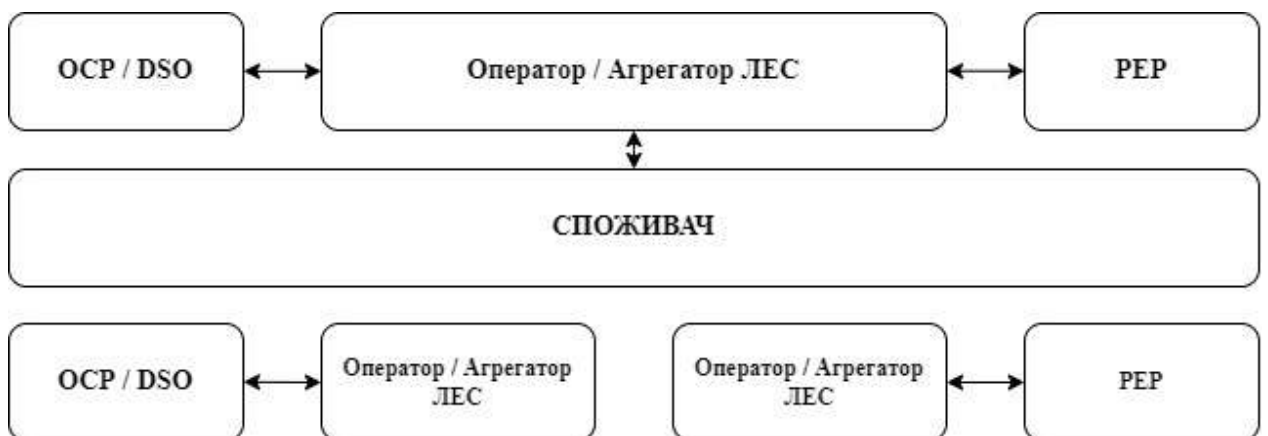 ОСР / DSO
Оператор / Агрегатор ЛЕС
РЕР
СПОЖИВАЧ
ОСР / DSO
Оператор / Агрегатор
ЛЕС
Оператор / Агрегатор
ЛЕС
РЕР